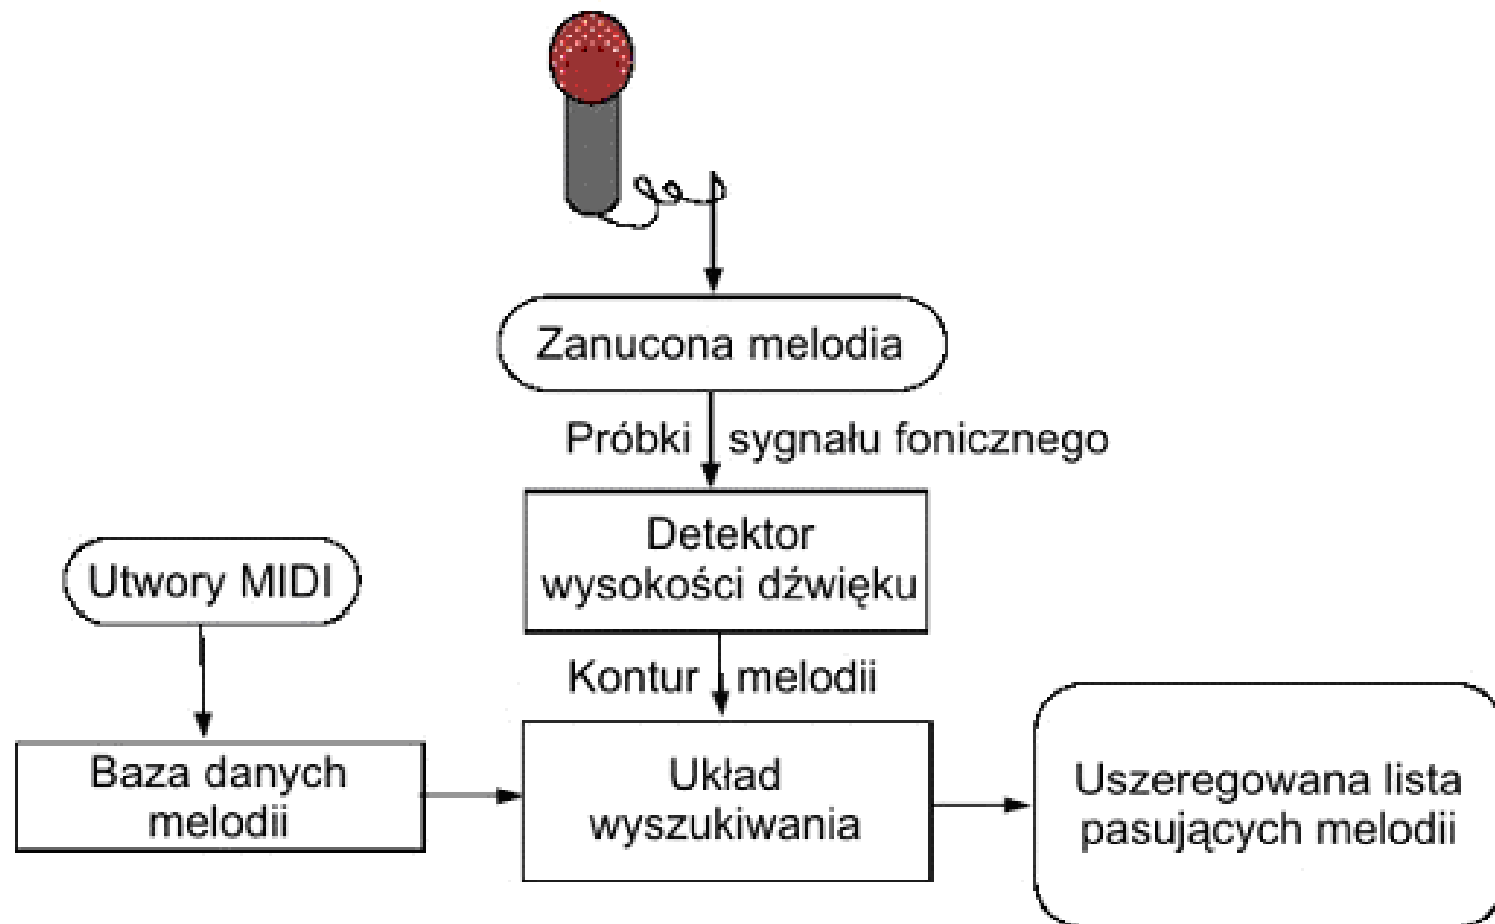 Zanucona melodia
Próbki sygnału fonicznego
Detektor
wysokości dźwięku
Utwory MIDI
Kontur melodii
Baza danych
melodii
Układ
wyszukiwania
Uszeregowana lista
pasujących melodii